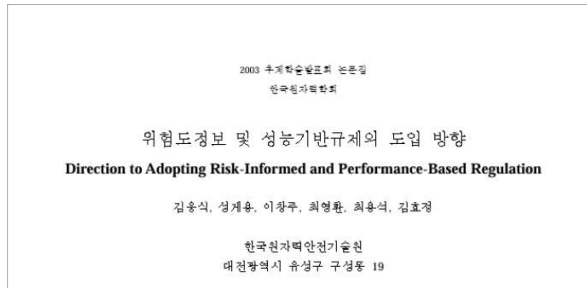 2003 추계학술발표회 논문집
한국원자력학회
위험도정보 및 성능기반규제의 도입 방향
Direction to Adopting Risk-Informed and Performance-Based Regulation
김웅식, 성게용, 이창주, 최영환, 최용석, 김효정
한국원자력안전기술원
대전광역시 유성구 구성동 19